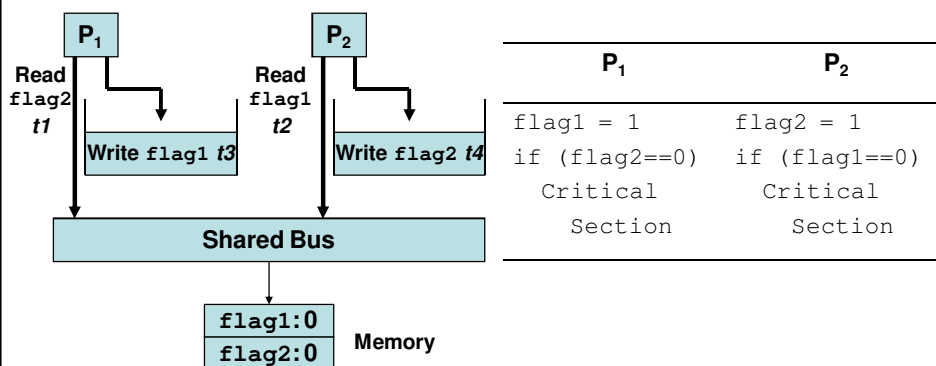 P1
P2
Read
flag2
t1
Read
flag1
t2
Write flag1 t3
Write flag2 t4
Shared Bus
flag1:0
flag2:0
Memory
P1 P2
flag1 = 1 flag2 = 1
if (flag2==0) if (flag1==0)
Critical Critical
Section Section